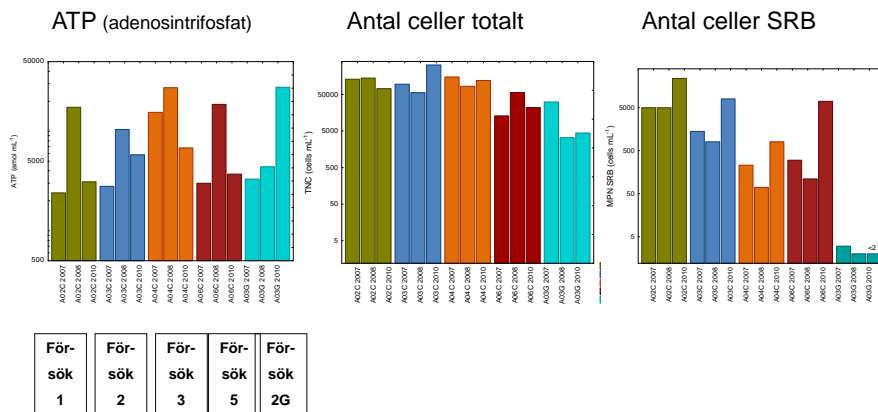 ATP (adenosintrifosfat)
Antal celler totalt
Antal celler SRB
50000
5000
500
ATP (amol mL⁻¹)
A02C 2007
A02C 2008
A02C 2010
A03C 2007
A03C 2008
A03C 2010
A04C 2007
A04C 2008
A04C 2010
A06C 2007
A06C 2008
A06C 2010
A03G 2007
A03G 2008
A03G 2010
50000
5000
500
50
5
TNC (cells mL⁻¹)
A02C 2007
A02C 2008
A02C 2010
A03C 2007
A03C 2008
A03C 2010
A04C 2007
A04C 2008
A04C 2010
A06C 2007
A06C 2008
A06C 2010
A03G 2007
A03G 2008
A03G 2010
5000
500
50
5
MPN SRB (cells mL⁻¹)
<2
A02C 2007
A02C 2008
A02C 2010
A03C 2007
A03C 2008
A03C 2010
A04C 2007
A04C 2008
A04C 2010
A06C 2007
A06C 2008
A06C 2010
A03G 2007
A03G 2008
A03G 2010
För-
sök
1
För-
sök
2
För-
sök
3
För-
sök
5
För-
sök
2G